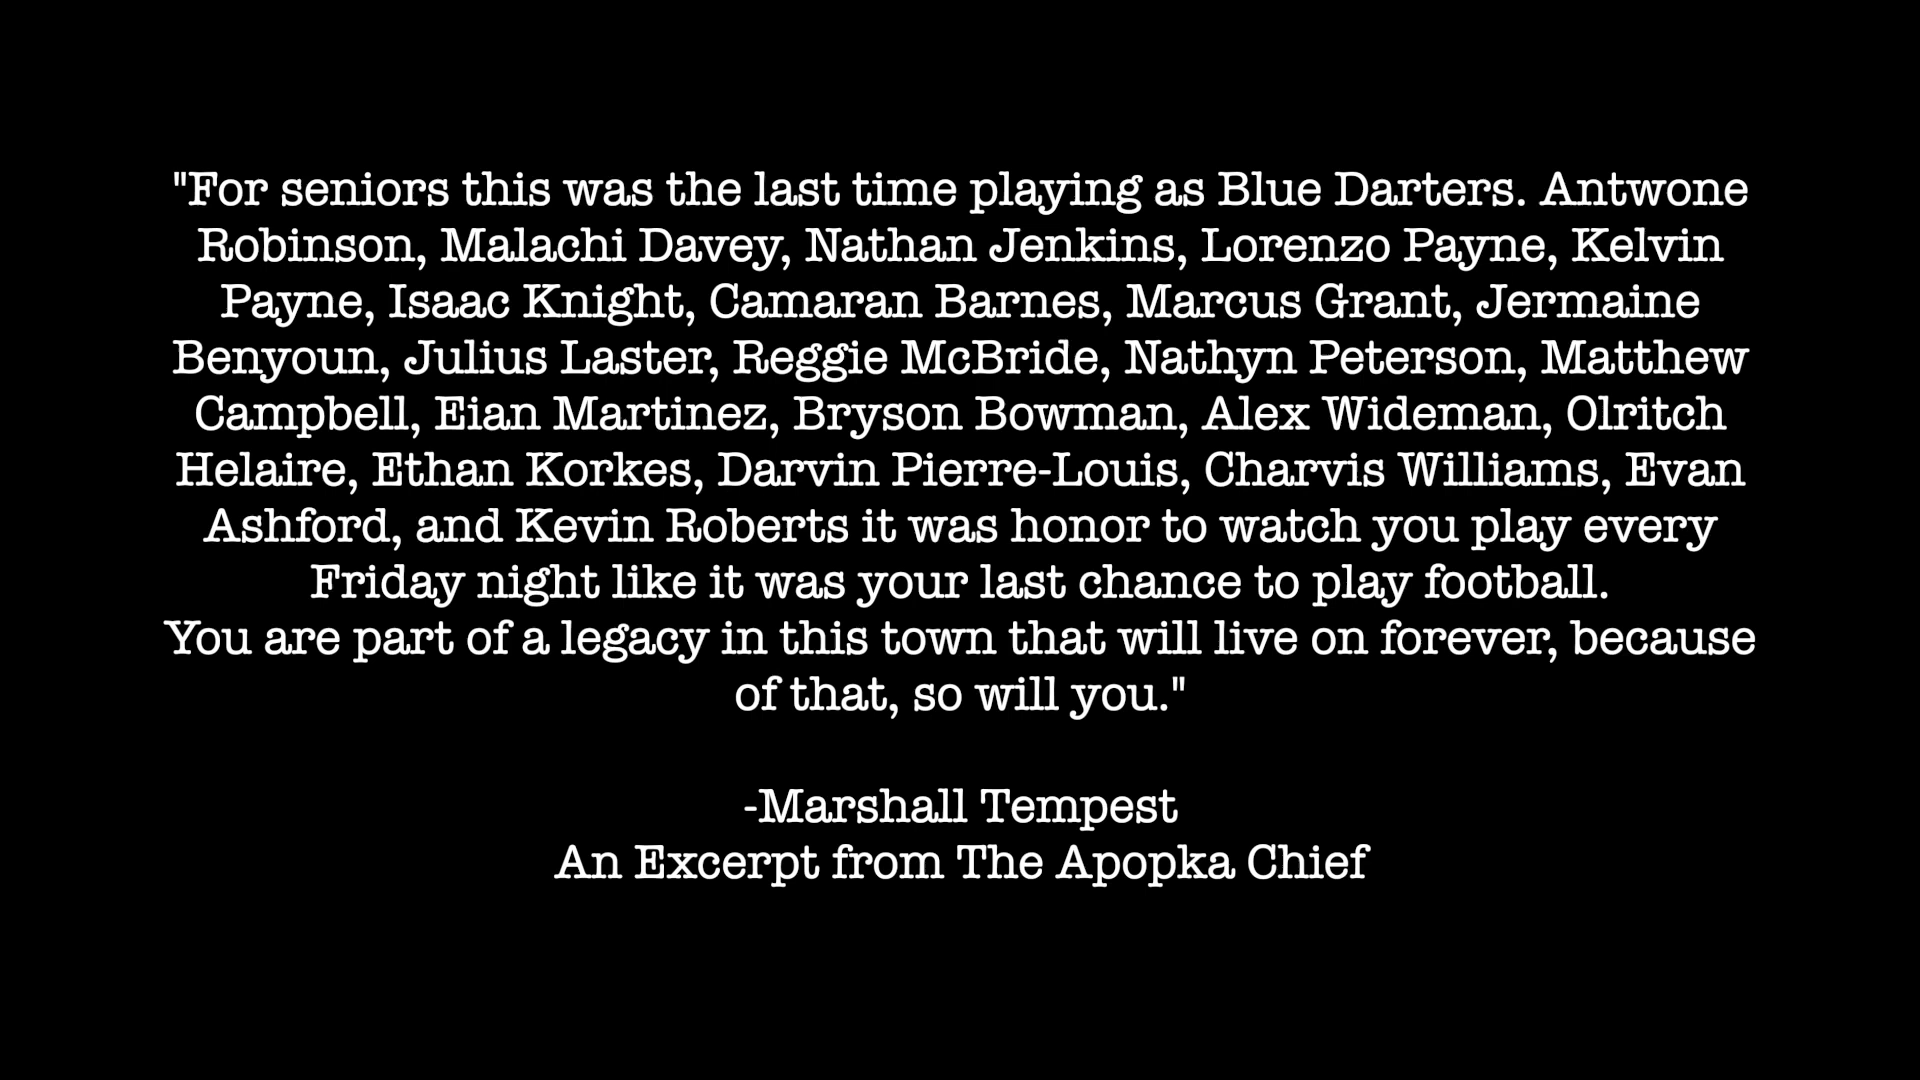 "For seniors this was the last time playing as Blue Darters. Antwone
Robinson, Malachi Davey, Nathan Jenkins, Lorenzo Payne, Kelvin
Payne, Isaac Knight, Camaran Barnes, Marcus Grant, Jermaine
Benyoun, Julius Laster, Reggie McBride, Nathyn Peterson, Matthew
Campbell, Eian Martinez, Bryson Bowman, Alex Wideman, Olritch
Helaire, Ethan Korkes, Darvin Pierre-Louis, Charvis Williams, Evan
Ashford, and Kevin Roberts it was honor to watch you play every
Friday night like it was your last chance to play football.
You are part of a legacy in this town that will live on forever, because
of that, so will you."
-Marshall Tempest
An Excerpt from The Apopka Chief